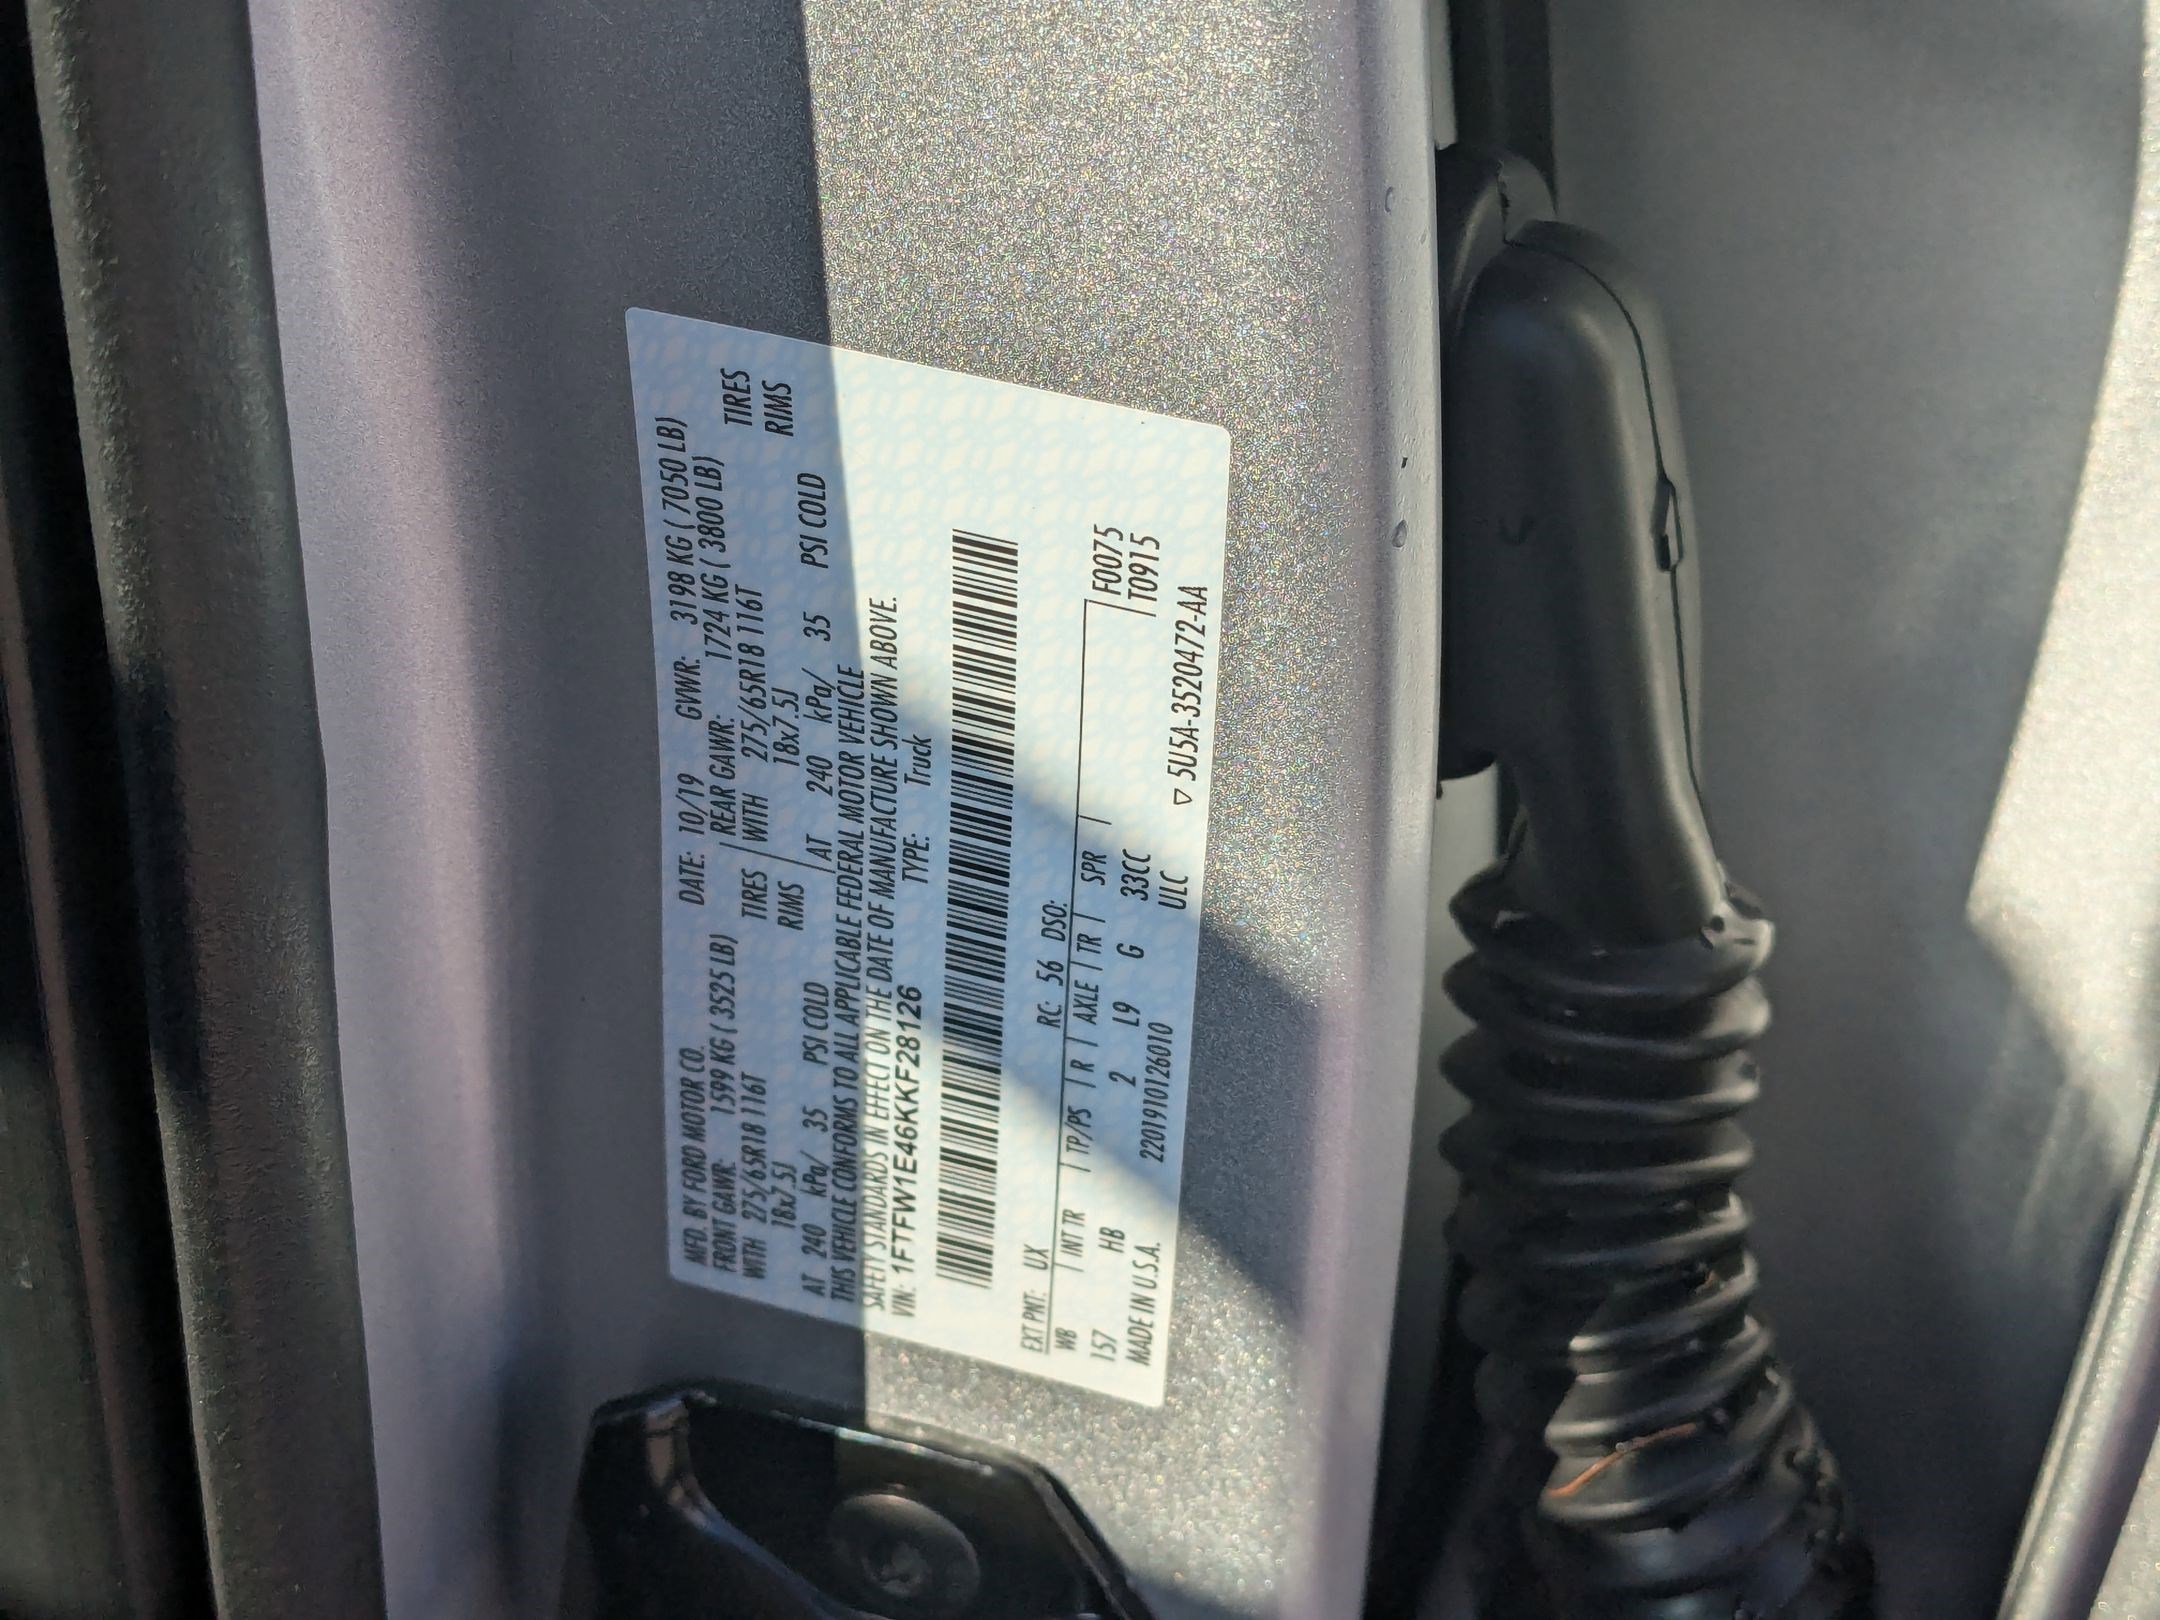 MFD. BY FORD MOTOR CO. DATE: 10/19 GVWR: 3198 KG ( 7050 LB)
FRONT GAWR: 1599 KG ( 3525 LB) REAR GAWR: 1724 KG ( 3800 LB)
WITH 275/65R18 116T TIRES WITH 275/65R18 116T TIRES
18x7.5J RIMS 18x7.5J RIMS
AT 240 kPa/ 35 PSI COLD AT 240 kPa/ 35 PSI COLD
THIS VEHICLE CONFORMS TO ALL APPLICABLE FEDERAL MOTOR VEHICLE
SAFETY STANDARDS IN EFFECT ON THE DATE OF MANUFACTURE SHOWN ABOVE.
VIN: 1FTFW1E46KKF28126 TYPE: Truck
EXT PNT: UX RC: 56 DSO: F0075
WB INT TR TP/PS R AXLE TR SPR T0915
157 HB 2 L9 G 33CC
MADE IN U.S.A. 2201910126010 ULC ▽ 5U5A-3520472-AA